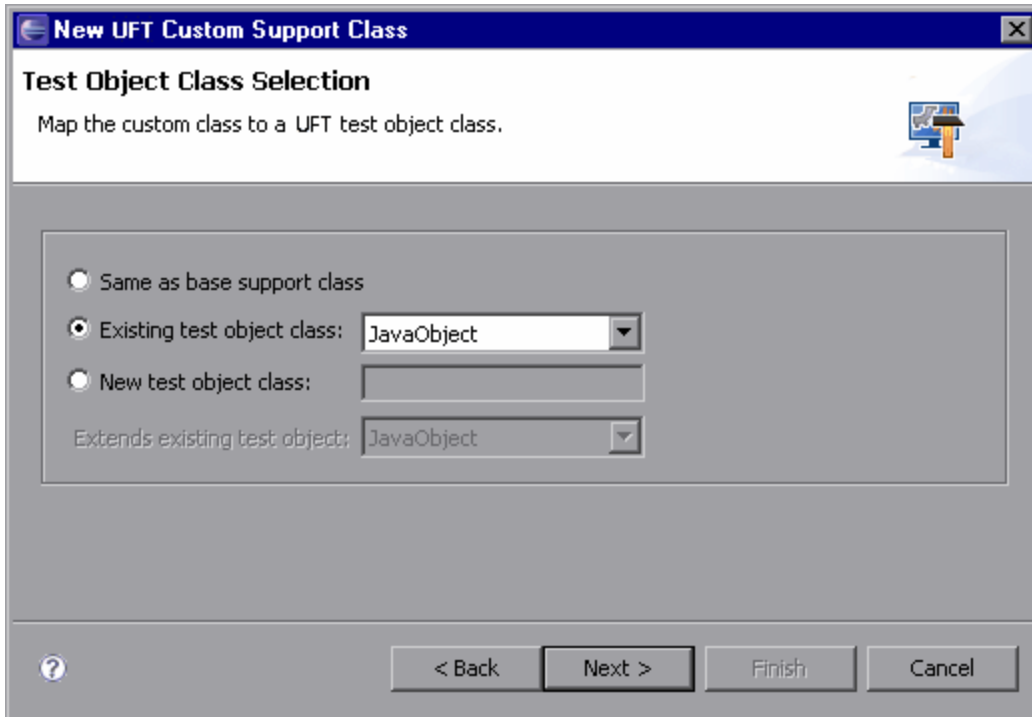 New UFT Custom Support Class
Test Object Class Selection
Map the custom class to a UFT test object class.
Same as base support class
Existing test object class: JavaObject
New test object class:
Extends existing test object: JavaObject
? < Back Next > Finish Cancel